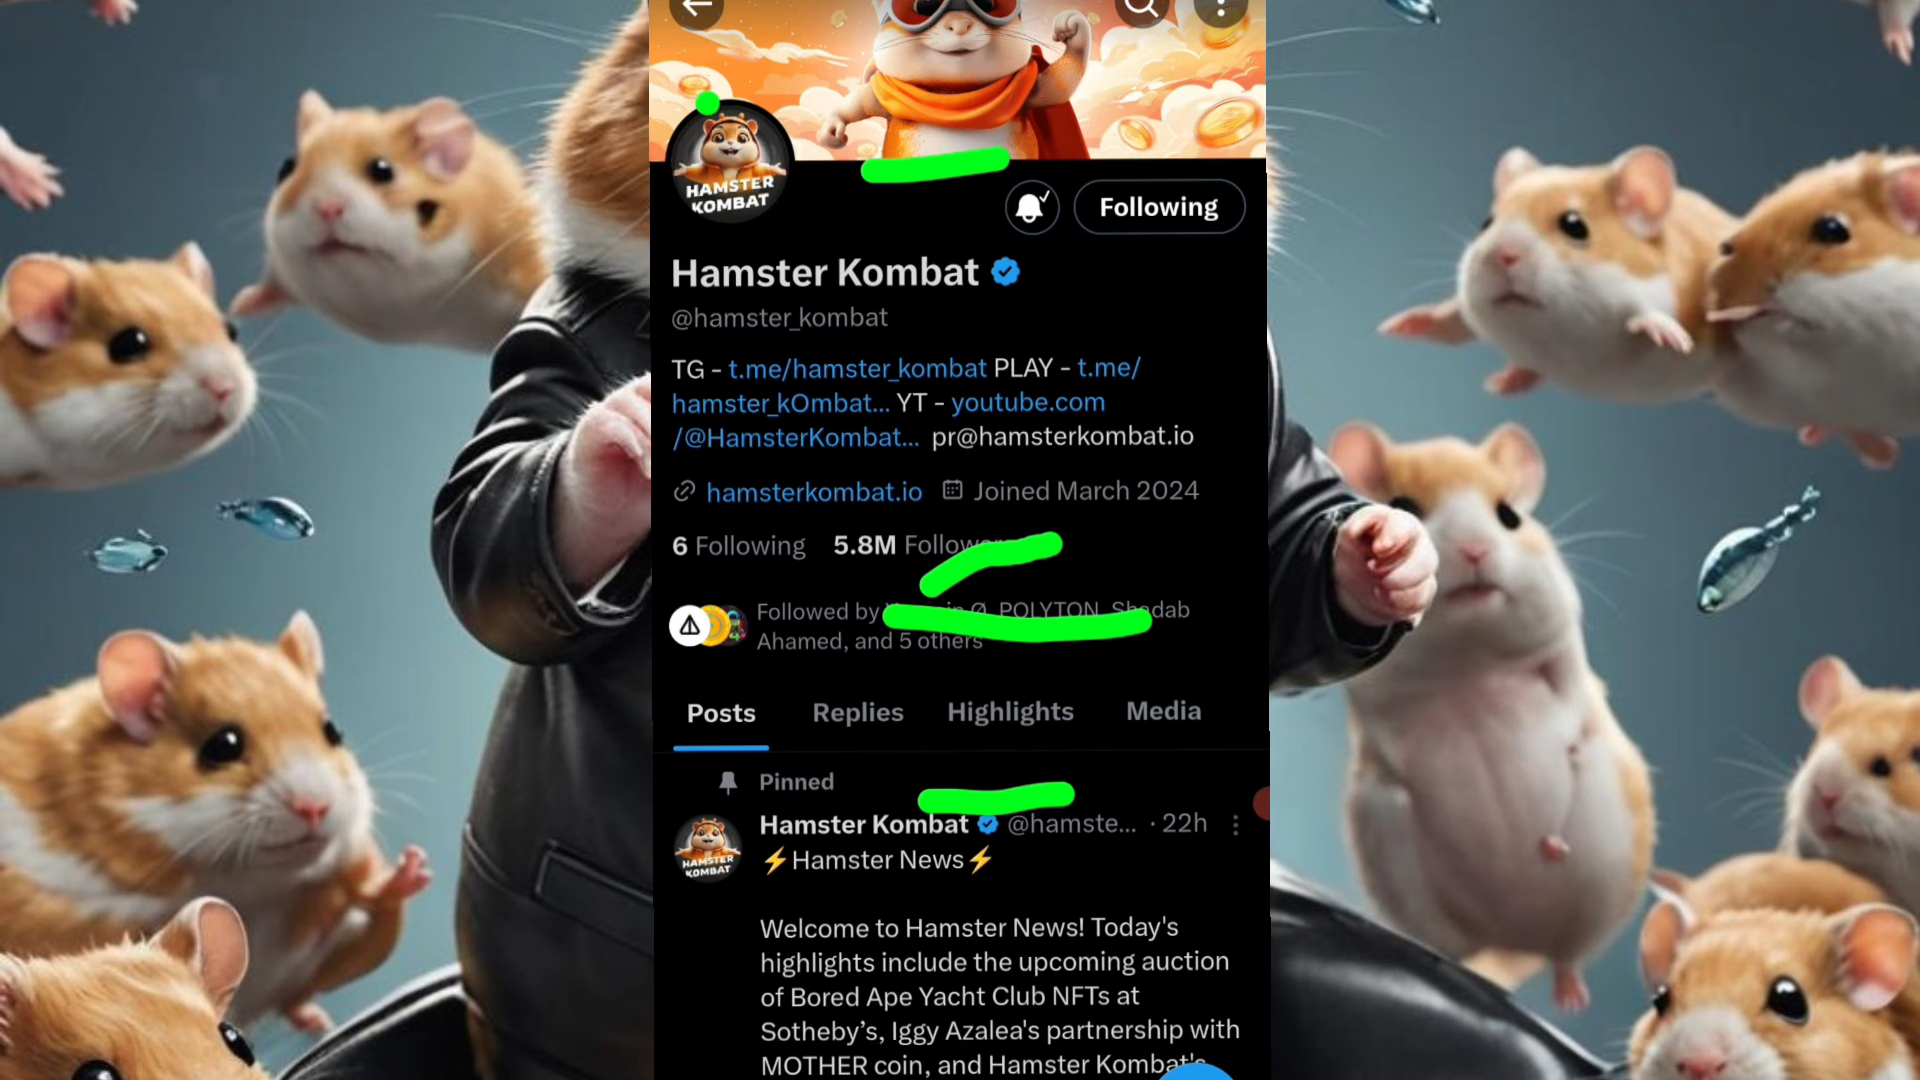 HAMSTER
KOMBAT
Following
Hamster Kombat
@hamster_kombat
TG - t.me/hamster_kombat PLAY - t.me/
hamster_kOmbat... YT - youtube.com
/@HamsterKombat... pr@hamsterkombat.io
hamsterkombat.io Joined March 2024
6 Following 5.8M
Followed by POLYTON,
Ahamed, and 5 others
Posts Replies Highlights Media
Pinned
Hamster Kombat @hamste... · 22h
HAMSTER
KOMBAT
⚡Hamster News⚡
Welcome to Hamster News! Today's
highlights include the upcoming auction
of Bored Ape Yacht Club NFTs at
Sotheby’s, Iggy Azalea's partnership with
MOTHER coin, and Hamster Kombat's